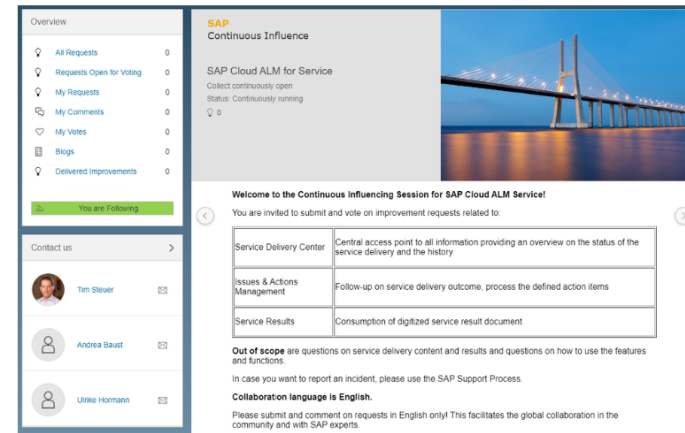 Overview
All Requests 0
Requests Open for Voting 0
My Requests 0
My Comments 0
My Votes 0
Blogs 0
Delivered Improvements 0
You are Following
Contact us
Tim Steuer
Andrea Baust
Ulrike Hormann
SAP
Continuous Influence
SAP Cloud ALM for Service
Collect continuously open
Status: Continuously running
0
Welcome to the Continuous Influencing Session for SAP Cloud ALM Service!
You are invited to submit and vote on improvement requests related to:
Service Delivery Center
Central access point to all information providing an overview on the status of the
service delivery and the history
Issues & Actions
Management
Follow-up on service delivery outcome, process the defined action items
Service Results
Consumption of digitized service result document
Out of scope are questions on service delivery content and results and questions on how to use the features
and functions.
In case you want to report an incident, please use the SAP Support Process.
Collaboration language is English.
Please submit and comment on requests in English only! This facilitates the global collaboration in the
community and with SAP experts.